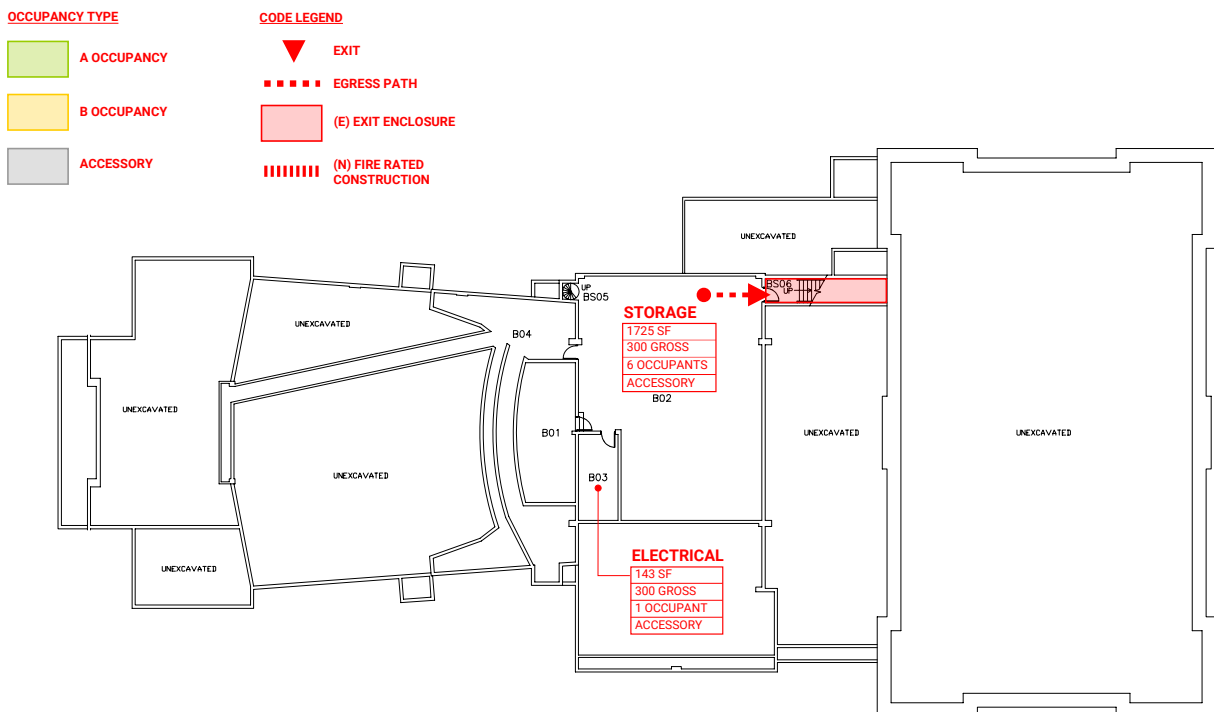 OCCUPANCY TYPE
A OCCUPANCY
B OCCUPANCY
ACCESSORY
CODE LEGEND
EXIT
EGRESS PATH
(E) EXIT ENCLOSURE
(N) FIRE RATED
CONSTRUCTION
UNEXCAVATED
UNEXCAVATED
UNEXCAVATED
UNEXCAVATED
UNEXCAVATED
UNEXCAVATED
UNEXCAVATED
B04
UP
BS05
BS06
UP
STORAGE
1725 SF
300 GROSS
6 OCCUPANTS
ACCESSORY
B02
B01
B03
ELECTRICAL
143 SF
300 GROSS
1 OCCUPANT
ACCESSORY